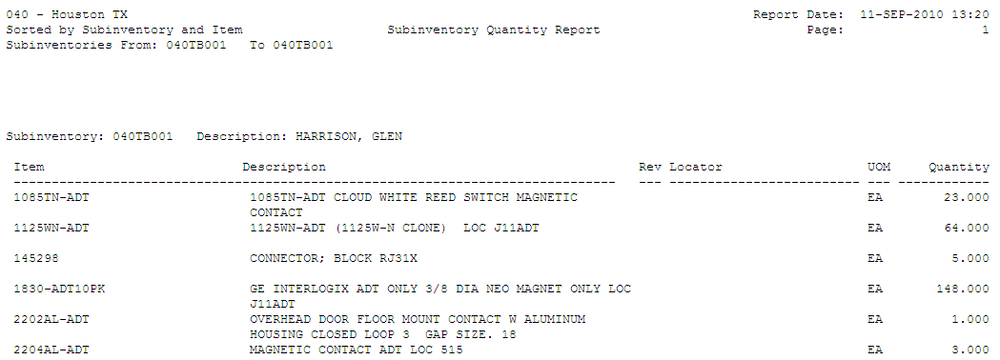 040 - Houston TX Report Date: 11-SEP-2010 13:20
Sorted by Subinventory and Item Subinventory Quantity Report Page: 1
Subinventories From: 040TB001 To 040TB001
Subinventory: 040TB001 Description: HARRISON, GLEN
Item Description Rev Locator UOM Quantity
1085TN-ADT 1085TN-ADT CLOUD WHITE REED SWITCH MAGNETIC EA 23.000
CONTACT
1125WN-ADT 1125WN-ADT (1125W-N CLONE) LOC J11ADT EA 64.000
145298 CONNECTOR; BLOCK RJ31X EA 5.000
1830-ADT10PK GE INTERLOGIX ADT ONLY 3/8 DIA NEO MAGNET ONLY LOC EA 148.000
J11ADT
2202AL-ADT OVERHEAD DOOR FLOOR MOUNT CONTACT W ALUMINUM EA 1.000
HOUSING CLOSED LOOP 3 GAP SIZE. 18
2204AL-ADT MAGNETIC CONTACT ADT LOC 515 EA 3.000